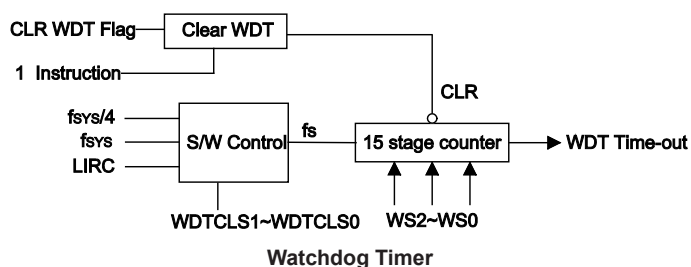 CLR WDT Flag
Clear WDT
1 Instruction
CLR
fSYS/4
fSYS
LIRC
S/W Control
fs
15 stage counter
WDT Time-out
WDTCLS1~WDTCLS0
WS2~WS0
Watchdog Timer